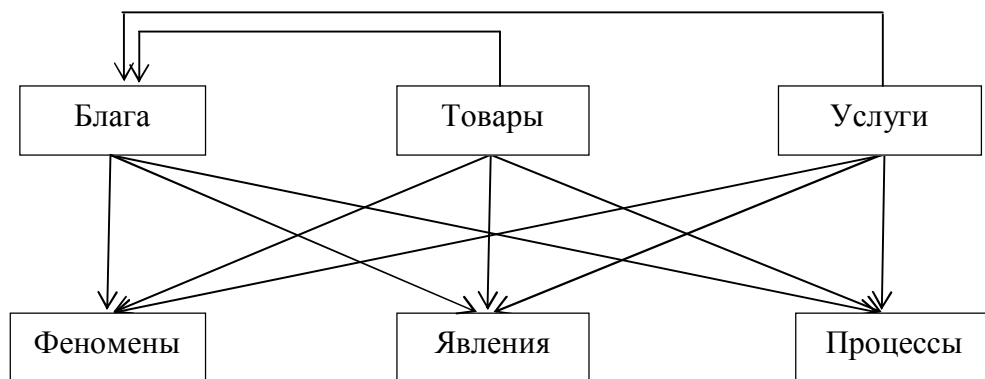 Блага
Товары
Услуги
Феномены
Явления
Процессы